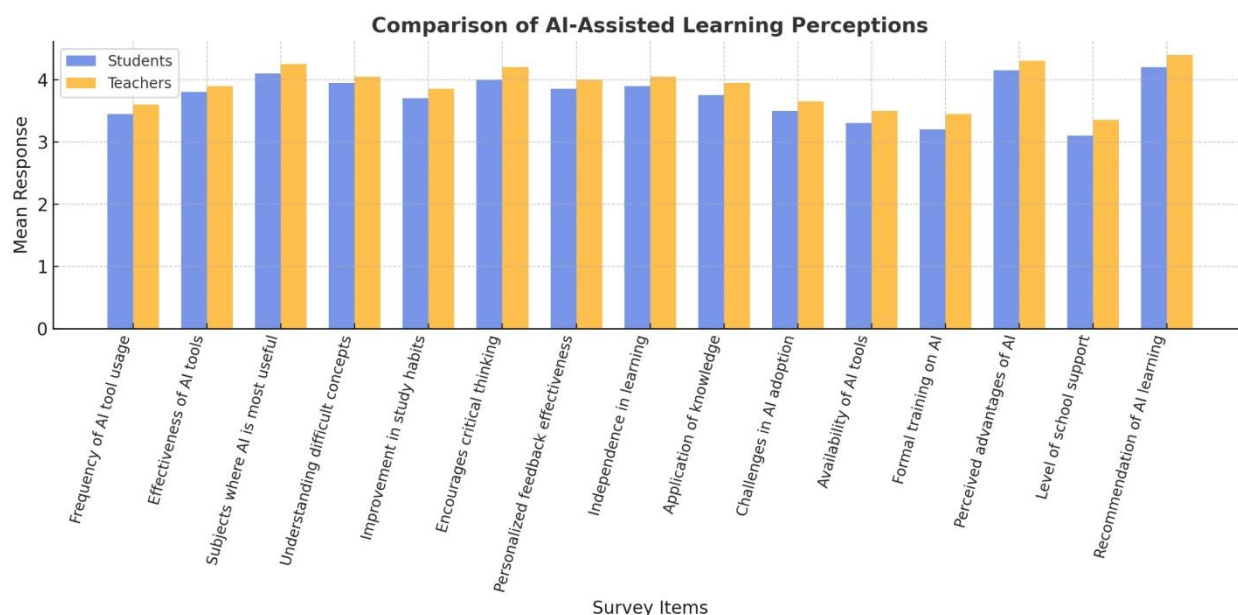 Comparison of AI-Assisted Learning Perceptions
Students
Teachers
Mean Response
4
3
2
1
0
Frequency of AI tool usage
Effectiveness of AI tools
Subjects where AI is most useful
Understanding difficult concepts
Improvement in study habits
Encourages critical thinking
Personalized feedback effectiveness
Independence in learning
Application of knowledge
Challenges in AI adoption
Availability of AI tools
Formal training on AI
Perceived advantages of AI
Level of school support
Recommendation of AI learning
Survey Items